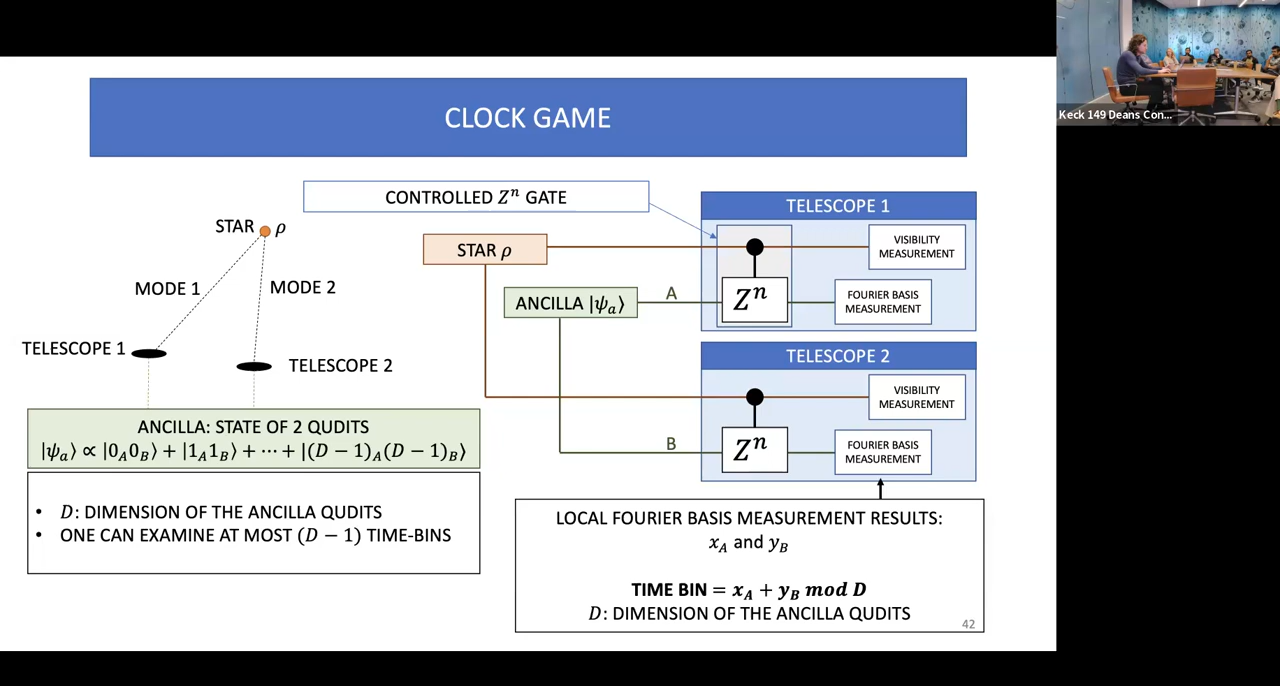 CLOCK GAME
CONTROLLED Zⁿ GATE
STAR ρ
MODE 1
MODE 2
TELESCOPE 1
TELESCOPE 2
ANCILLA: STATE OF 2 QUDITS
|ψₐ⟩ ∝ |0_A0_B⟩ + |1_A1_B⟩ + ⋯ + |(D − 1)_A(D − 1)_B⟩
• D: DIMENSION OF THE ANCILLA QUDITS
• ONE CAN EXAMINE AT MOST (D − 1) TIME-BINS
STAR ρ
ANCILLA |ψₐ⟩
A
B
TELESCOPE 1
Zⁿ
VISIBILITY
MEASUREMENT
FOURIER BASIS
MEASUREMENT
TELESCOPE 2
Zⁿ
VISIBILITY
MEASUREMENT
FOURIER BASIS
MEASUREMENT
LOCAL FOURIER BASIS MEASUREMENT RESULTS:
x_A and y_B
TIME BIN = x_A + y_B mod D
D: DIMENSION OF THE ANCILLA QUDITS
42
Keck 149 Deans Con...